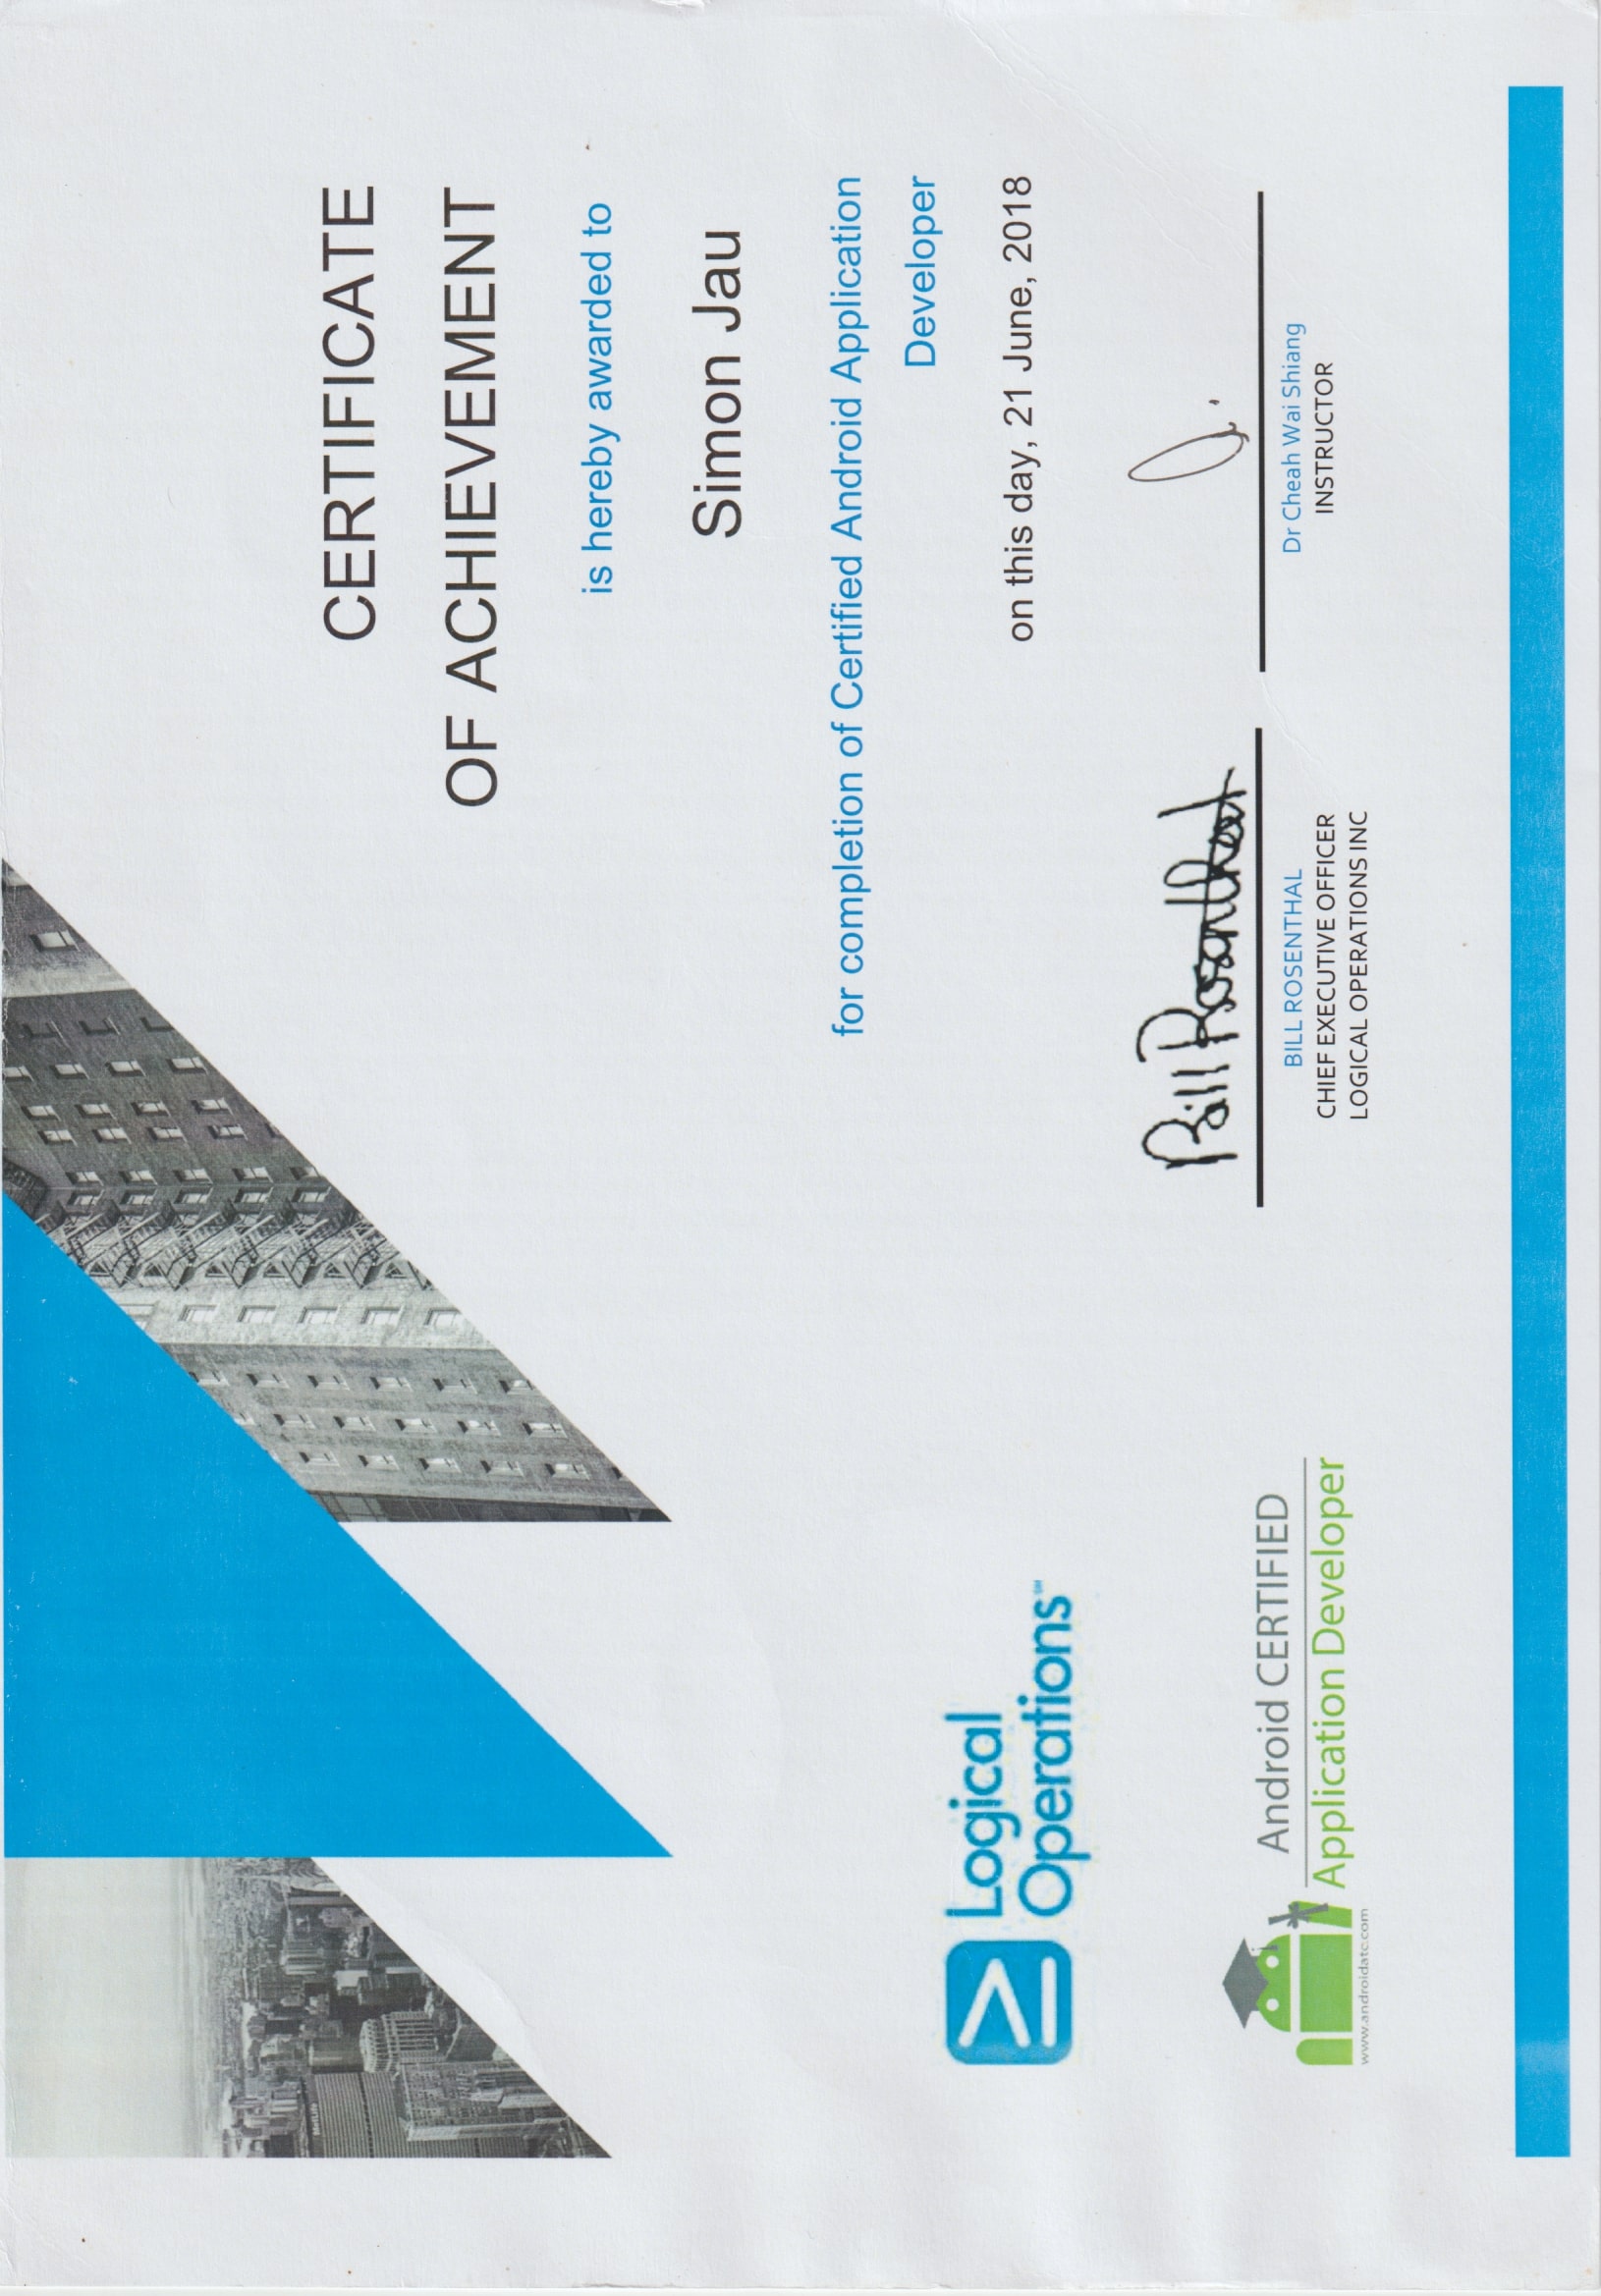 MetLife
CERTIFICATE
OF ACHIEVEMENT
is hereby awarded to
Simon Jau
for completion of Certified Android Application
Developer
on this day, 21 June, 2018
Logical
Operations℠
Android CERTIFIED
Application Developer
www.androidatc.com
Bill Rosenthal
BILL ROSENTHAL
CHIEF EXECUTIVE OFFICER
LOGICAL OPERATIONS INC
Dr Cheah Wai Shiang
INSTRUCTOR